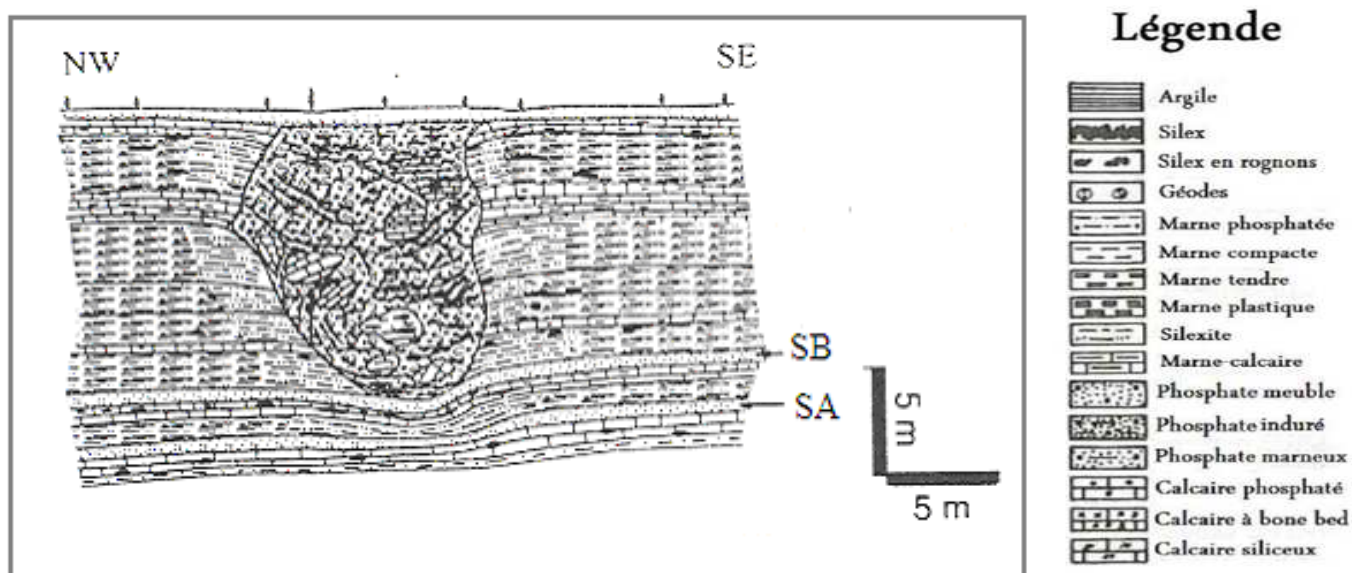 NW
SE
SB
SA
5 m
5 m
Légende
Argile
Silex
Silex en rognons
Géodes
Marne phosphatée
Marne compacte
Marne tendre
Marne plastique
Silexite
Marne-calcaire
Phosphate meuble
Phosphate induré
Phosphate marneux
Calcaire phosphaté
Calcaire à bone bed
Calcaire siliceux